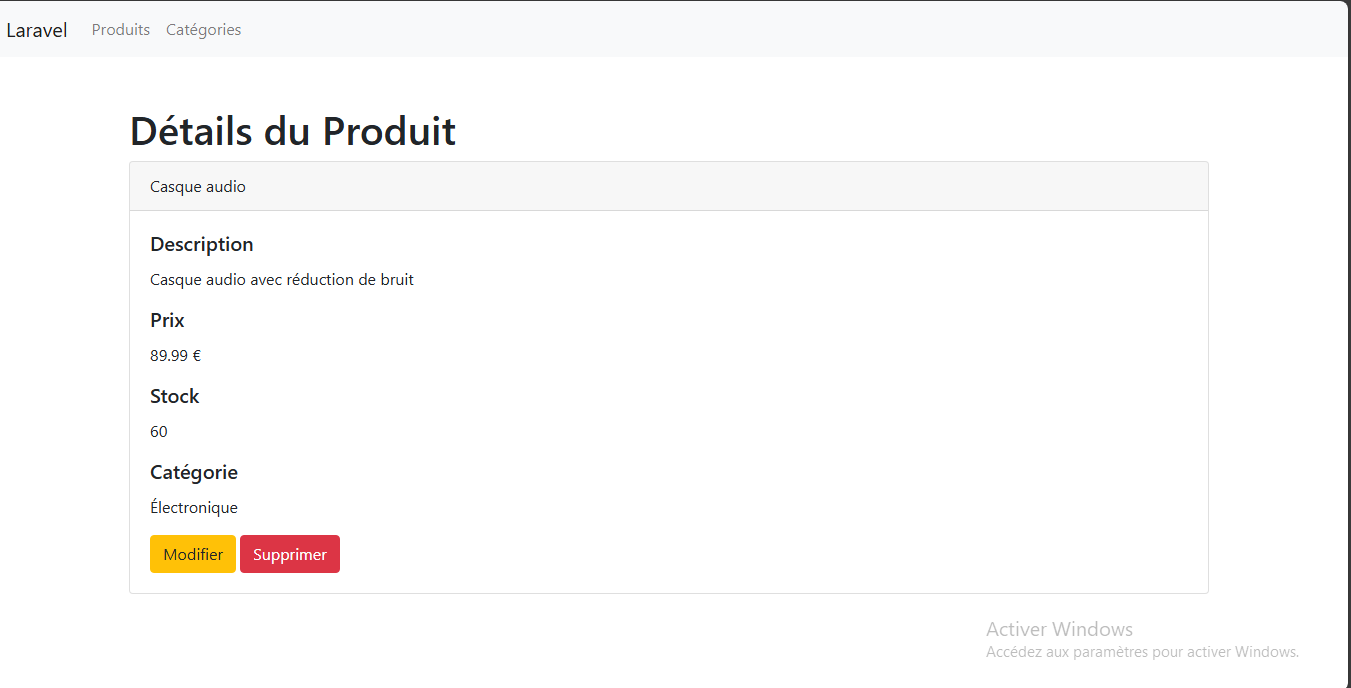 Laravel Produits Catégories
Détails du Produit
Casque audio
Description
Casque audio avec réduction de bruit
Prix
89.99 €
Stock
60
Catégorie
Électronique
Modifier Supprimer
Activer Windows
Accédez aux paramètres pour activer Windows.